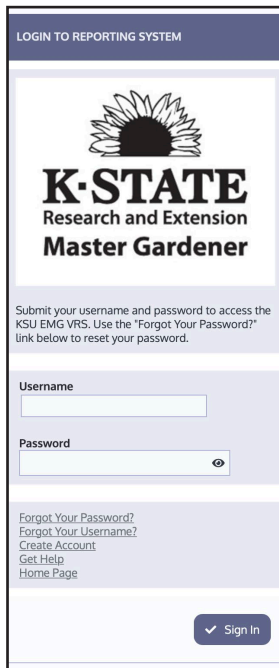 LOGIN TO REPORTING SYSTEM
K-STATE
Research and Extension
Master Gardener
Submit your username and password to access the
KSU EMG VRS. Use the "Forgot Your Password?"
link below to reset your password.
Username
Password
Forgot Your Password?
Forgot Your Username?
Create Account
Get Help
Home Page
Sign In